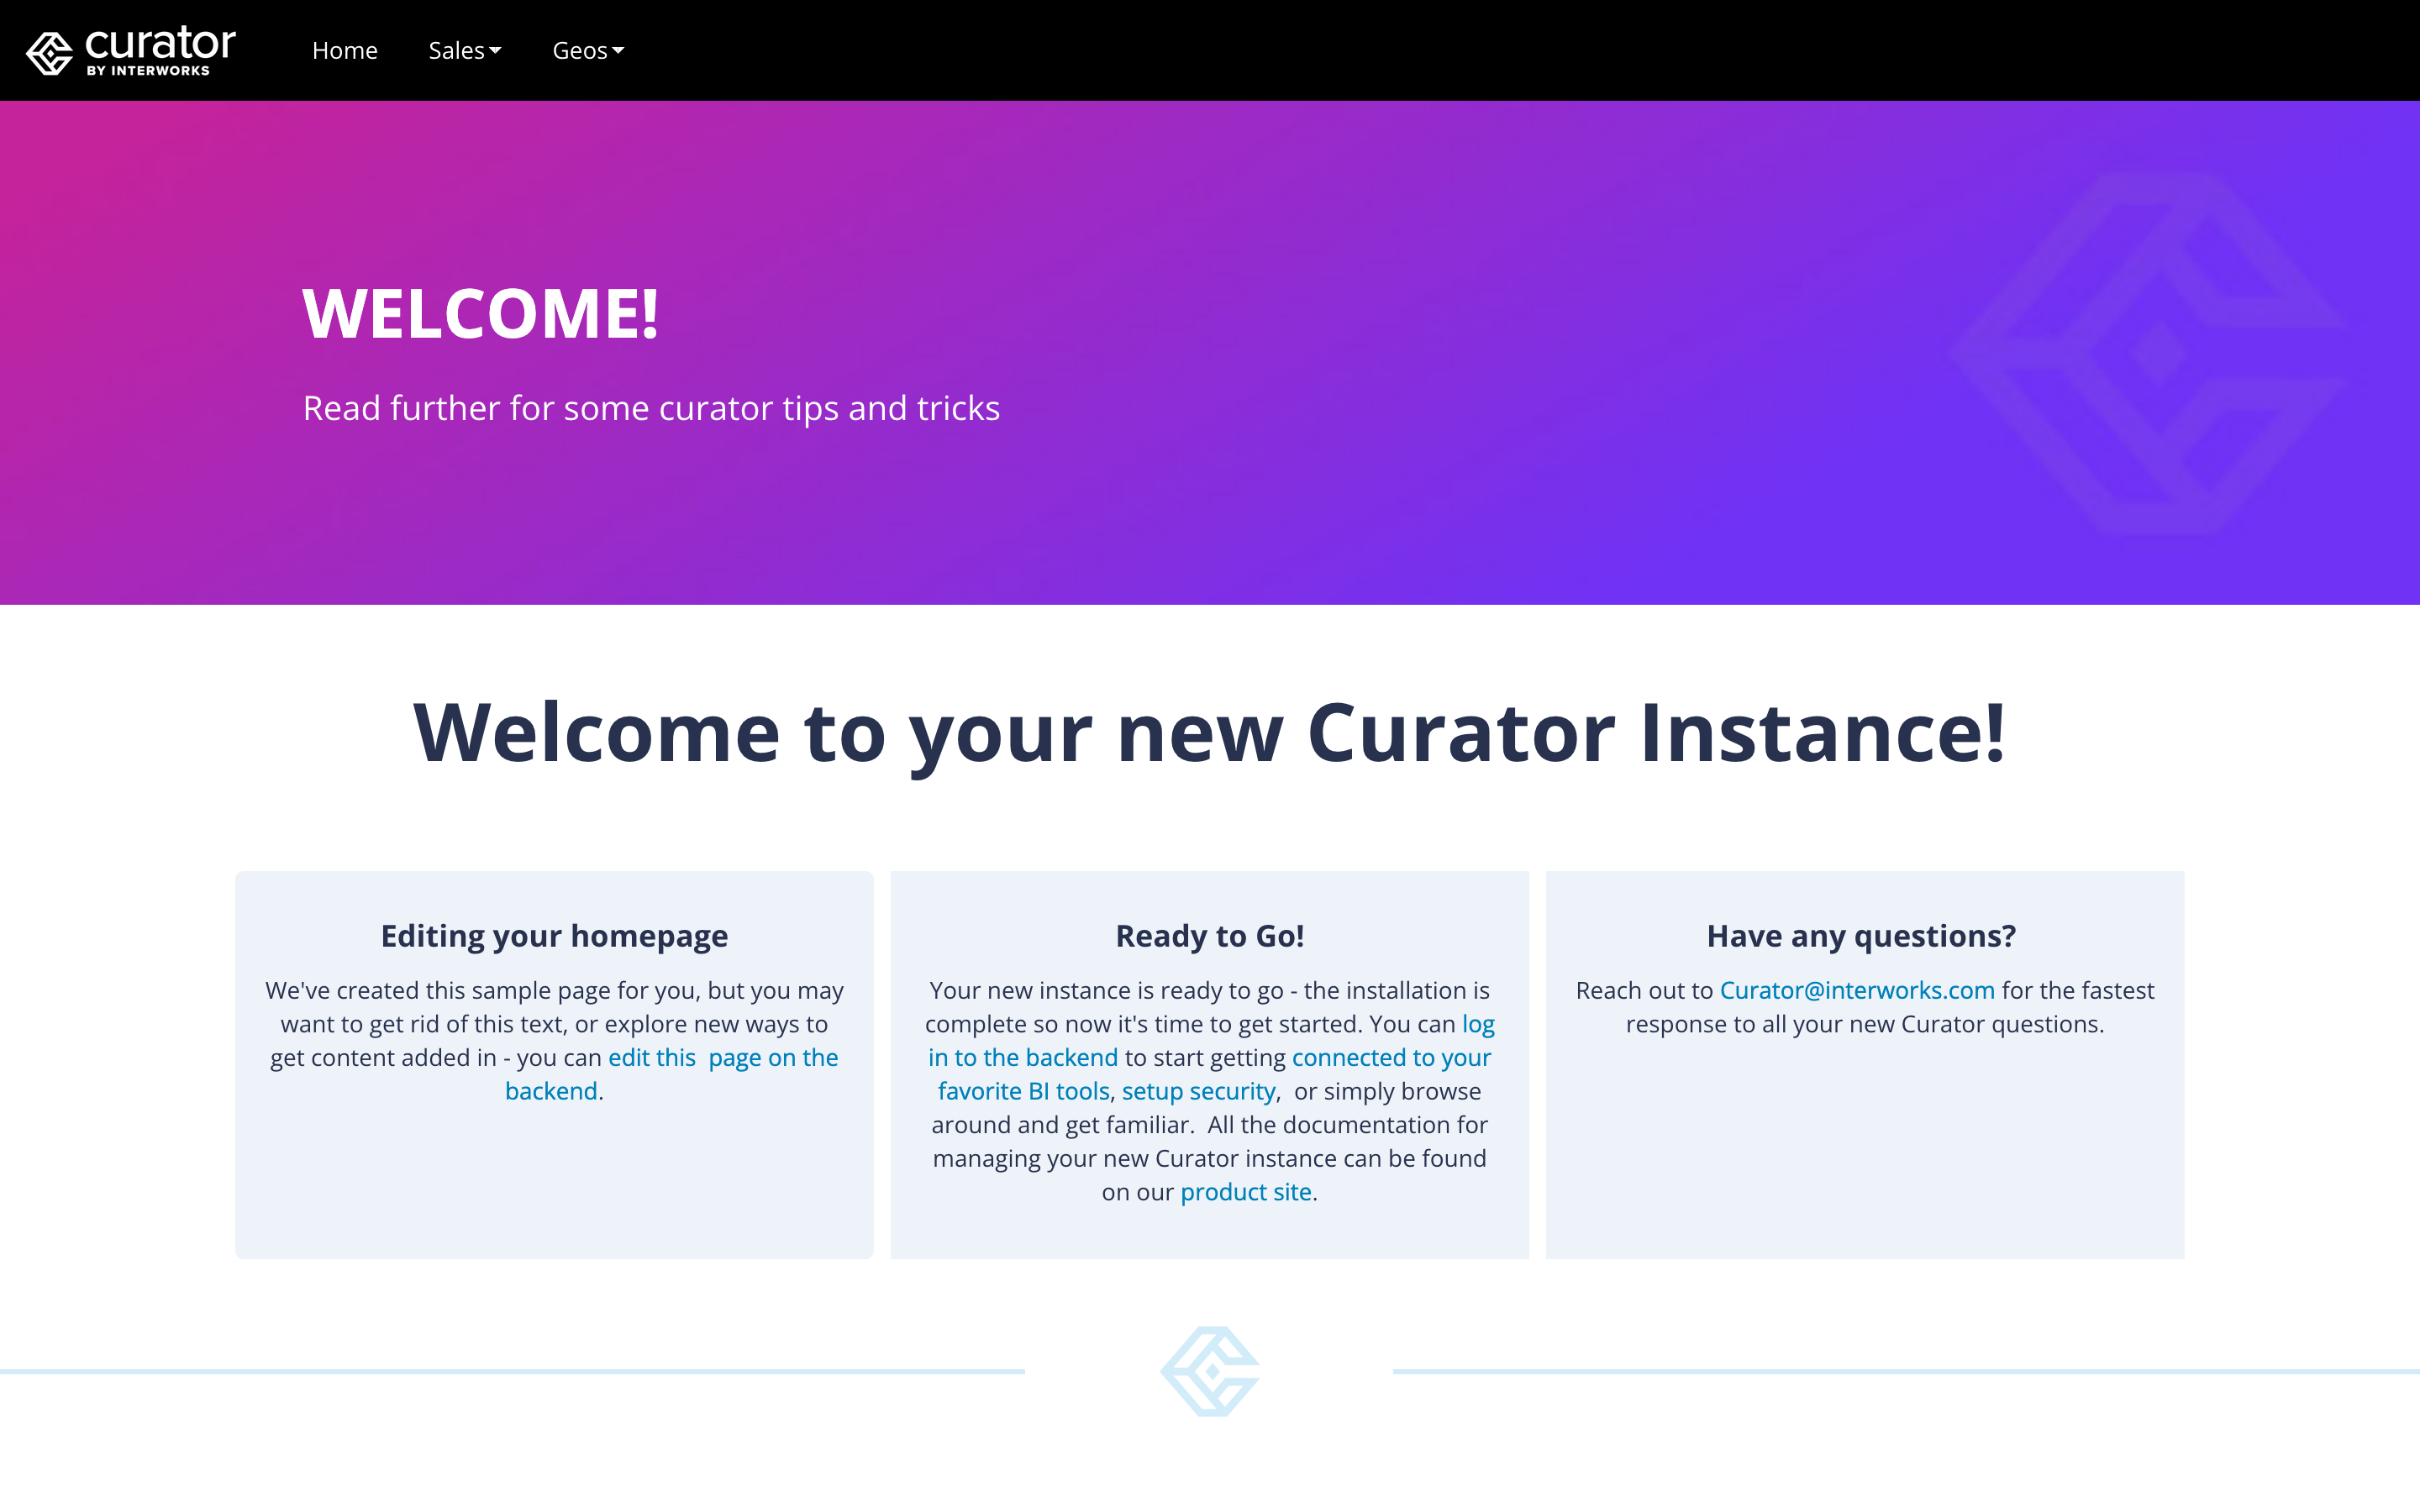 curator
BY INTERWORKS
Home
Sales
Geos
WELCOME!
Read further for some curator tips and tricks
Welcome to your new Curator Instance!
Editing your homepage
We've created this sample page for you, but you may
want to get rid of this text, or explore new ways to
get content added in - you can edit this  page on the
backend.
Ready to Go!
Your new instance is ready to go - the installation is
complete so now it's time to get started. You can log
in to the backend to start getting connected to your
favorite BI tools, setup security,  or simply browse
around and get familiar.  All the documentation for
managing your new Curator instance can be found
on our product site.
Have any questions?
Reach out to Curator@interworks.com for the fastest
response to all your new Curator questions.